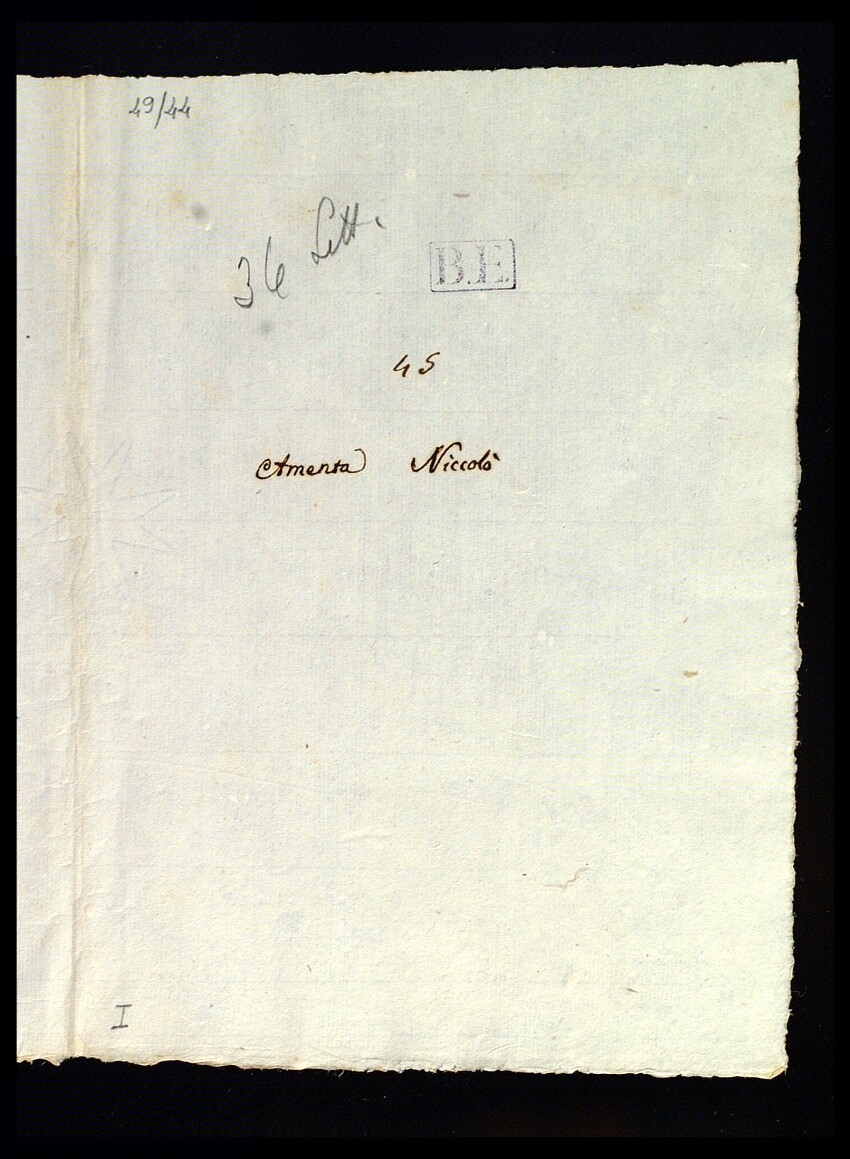 49/44
36 Lett.
B.E.
45
Amenta Niccolò
I